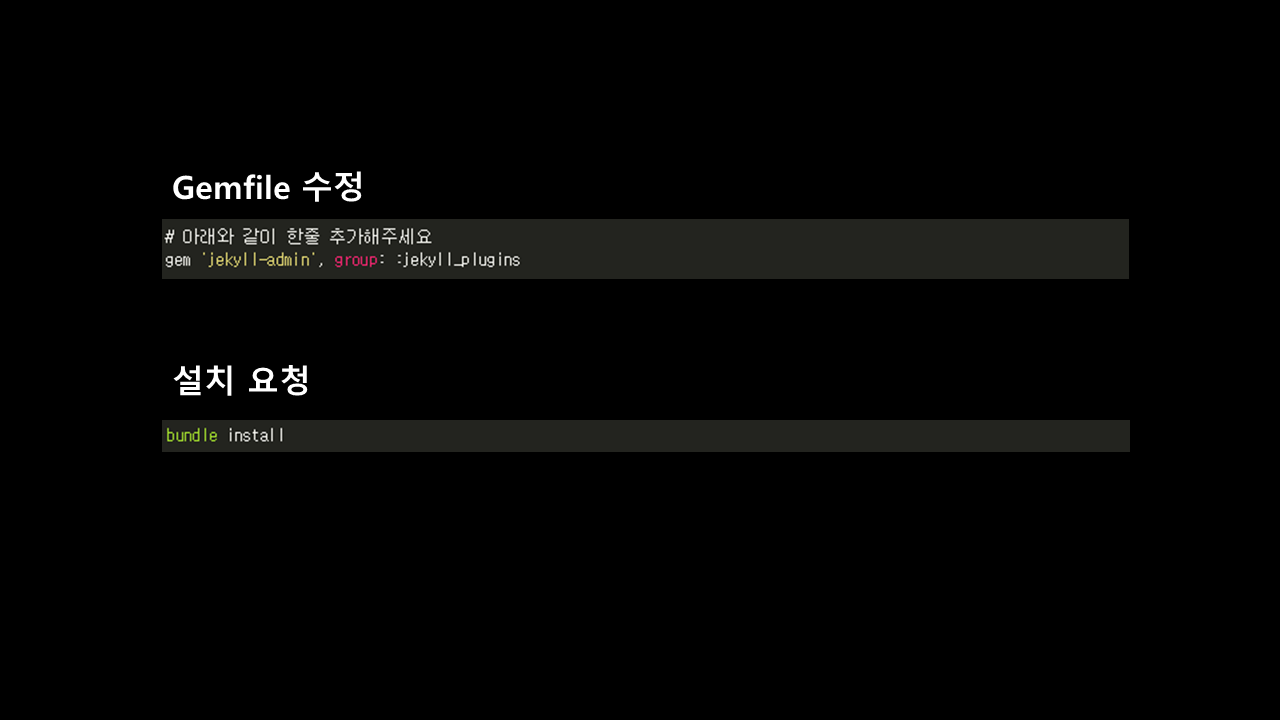 Gemfile 수정
# 아래와 같이 한줄 추가해주세요
gem 'jekyll-admin', group: :jekyll_plugins
설치 요청
bundle install